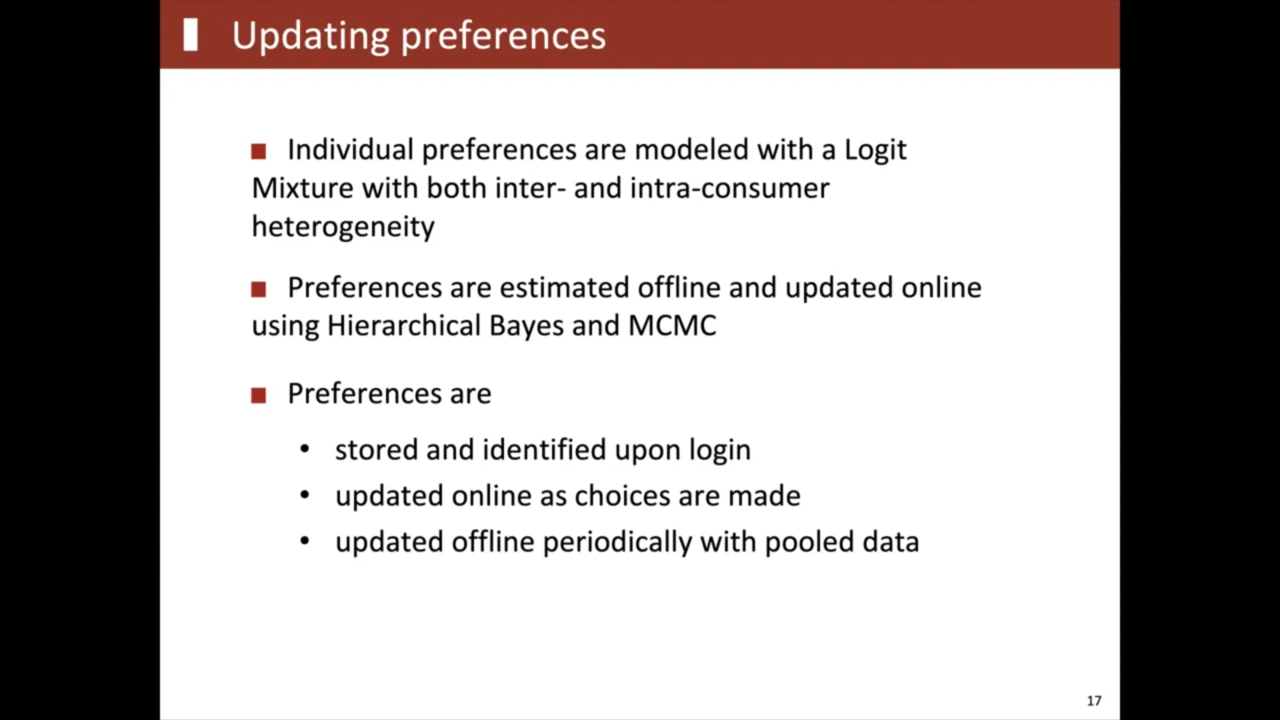 Updating preferences
Individual preferences are modeled with a Logit
Mixture with both inter- and intra-consumer
heterogeneity
Preferences are estimated offline and updated online
using Hierarchical Bayes and MCMC
Preferences are
• stored and identified upon login
• updated online as choices are made
• updated offline periodically with pooled data
17